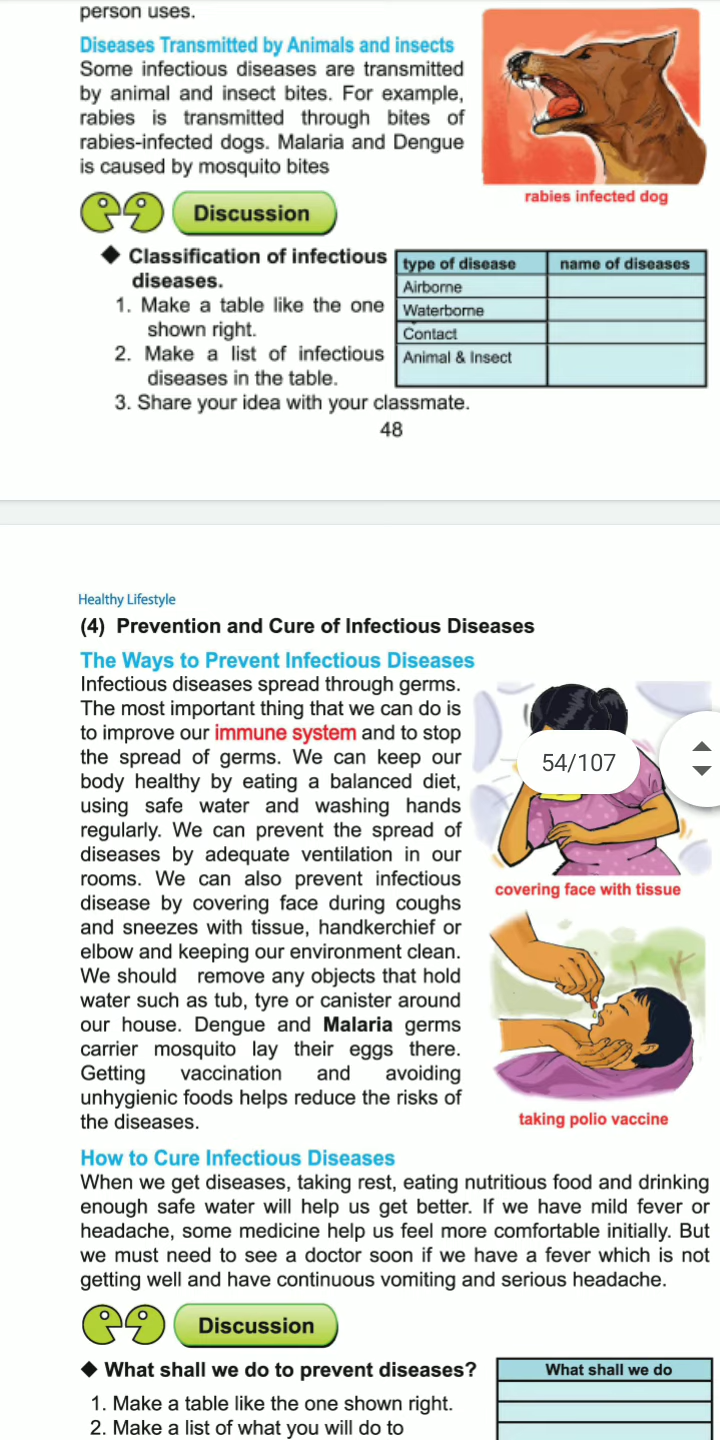 person uses.
Diseases Transmitted by Animals and insects
Some infectious diseases are transmitted
by animal and insect bites. For example,
rabies is transmitted through bites of
rabies-infected dogs. Malaria and Dengue
is caused by mosquito bites
rabies infected dog
Discussion
◆ Classification of infectious
diseases.
1. Make a table like the one
shown right.
2. Make a list of infectious
diseases in the table.
3. Share your idea with your classmate.
type of disease name of diseases
Airborne
Waterborne
Contact
Animal & Insect
48
Healthy Lifestyle
(4) Prevention and Cure of Infectious Diseases
The Ways to Prevent Infectious Diseases
Infectious diseases spread through germs.
The most important thing that we can do is
to improve our immune system and to stop
the spread of germs. We can keep our
body healthy by eating a balanced diet,
using safe water and washing hands
regularly. We can prevent the spread of
diseases by adequate ventilation in our
rooms. We can also prevent infectious
disease by covering face during coughs
and sneezes with tissue, handkerchief or
elbow and keeping our environment clean.
We should remove any objects that hold
water such as tub, tyre or canister around
our house. Dengue and Malaria germs
carrier mosquito lay their eggs there.
Getting vaccination and avoiding
unhygienic foods helps reduce the risks of
the diseases.
54/107
covering face with tissue
taking polio vaccine
How to Cure Infectious Diseases
When we get diseases, taking rest, eating nutritious food and drinking
enough safe water will help us get better. If we have mild fever or
headache, some medicine help us feel more comfortable initially. But
we must need to see a doctor soon if we have a fever which is not
getting well and have continuous vomiting and serious headache.
Discussion
◆ What shall we do to prevent diseases?
1. Make a table like the one shown right.
2. Make a list of what you will do to
What shall we do